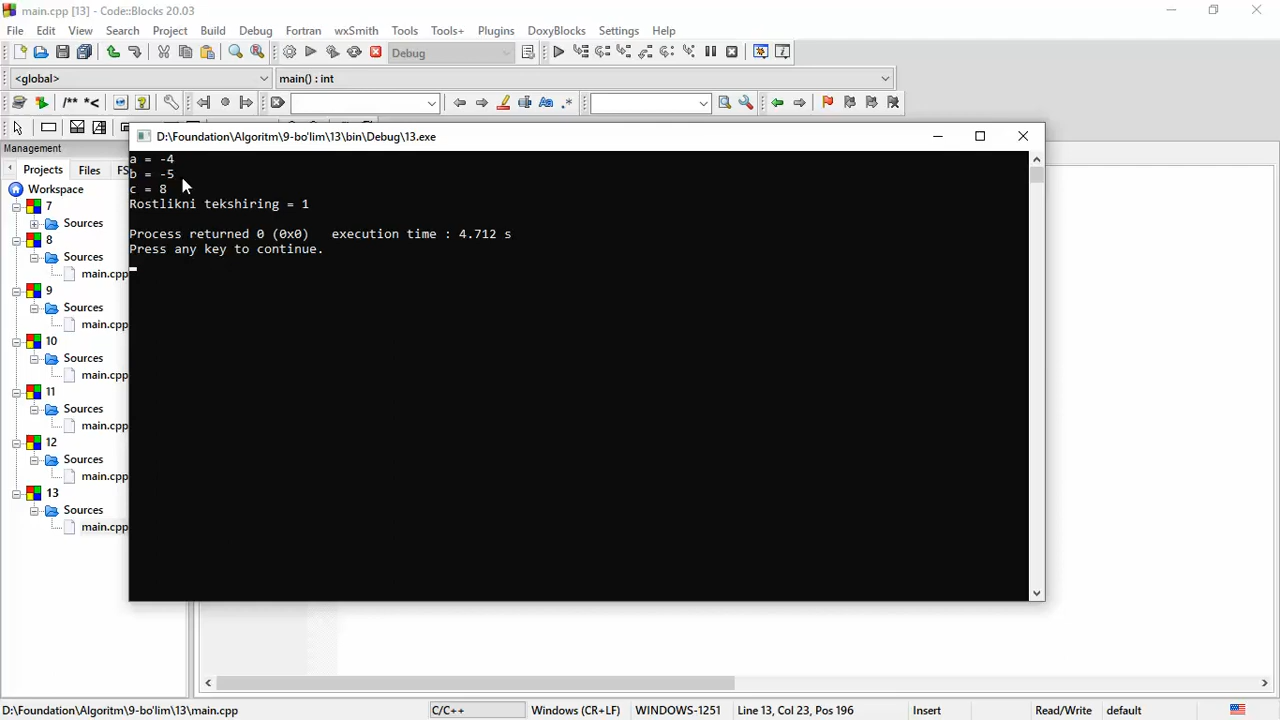 main.cpp [13] - Code::Blocks 20.03
File Edit View Search Project Build Debug Fortran wxSmith Tools Tools+ Plugins DoxyBlocks Settings Help
Debug
<global> main() : int
/** *<
D:\Foundation\Algoritm\9-bo'lim\13\bin\Debug\13.exe
Management
Projects Files FS
Workspace
7
Sources
8
Sources
main.cpp
9
Sources
main.cpp
10
Sources
main.cpp
11
Sources
main.cpp
12
Sources
main.cpp
13
Sources
main.cpp
a = -4
b = -5
c = 8
Rostlikni tekshiring = 1
Process returned 0 (0x0) execution time : 4.712 s
Press any key to continue.
D:\Foundation\Algoritm\9-bo'lim\13\main.cpp C/C++ Windows (CR+LF) WINDOWS-1251 Line 13, Col 23, Pos 196 Insert Read/Write default